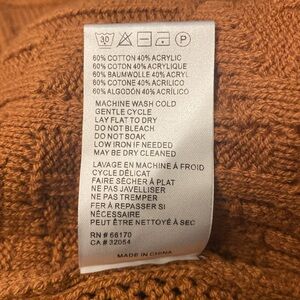 30 P
60% COTTON 40% ACRYLIC
60% COTON 40% ACRYLIQUE
60% BAUMWOLLE 40% ACRYL
60% COTONE 40% ACRILICO
60% ALGODÓN 40% ACRÍLICO
MACHINE WASH COLD
GENTLE CYCLE
LAY FLAT TO DRY
DO NOT BLEACH
DO NOT SOAK
LOW IRON IF NEEDED
MAY BE DRY CLEANED
LAVAGE EN MACHINE À FROID
CYCLE DÉLICAT
FAIRE SÉCHER À PLAT
NE PAS JAVELLISER
NE PAS TREMPER
FER À REPASSER SI
NÉCESSAIRE
PEUT ÊTRE NETTOYÉ À SEC
RN # 66170
CA # 32054
MADE IN CHINA